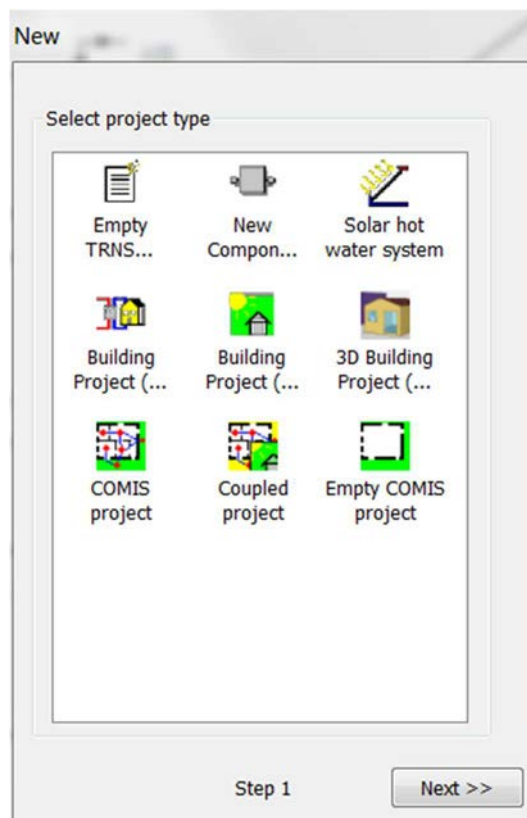 New
Select project type
Empty New Solar hot
TRNS... Compon... water system
Building Building 3D Building
Project (... Project (... Project (...
COMIS Coupled Empty COMIS
project project project
Step 1 Next >>